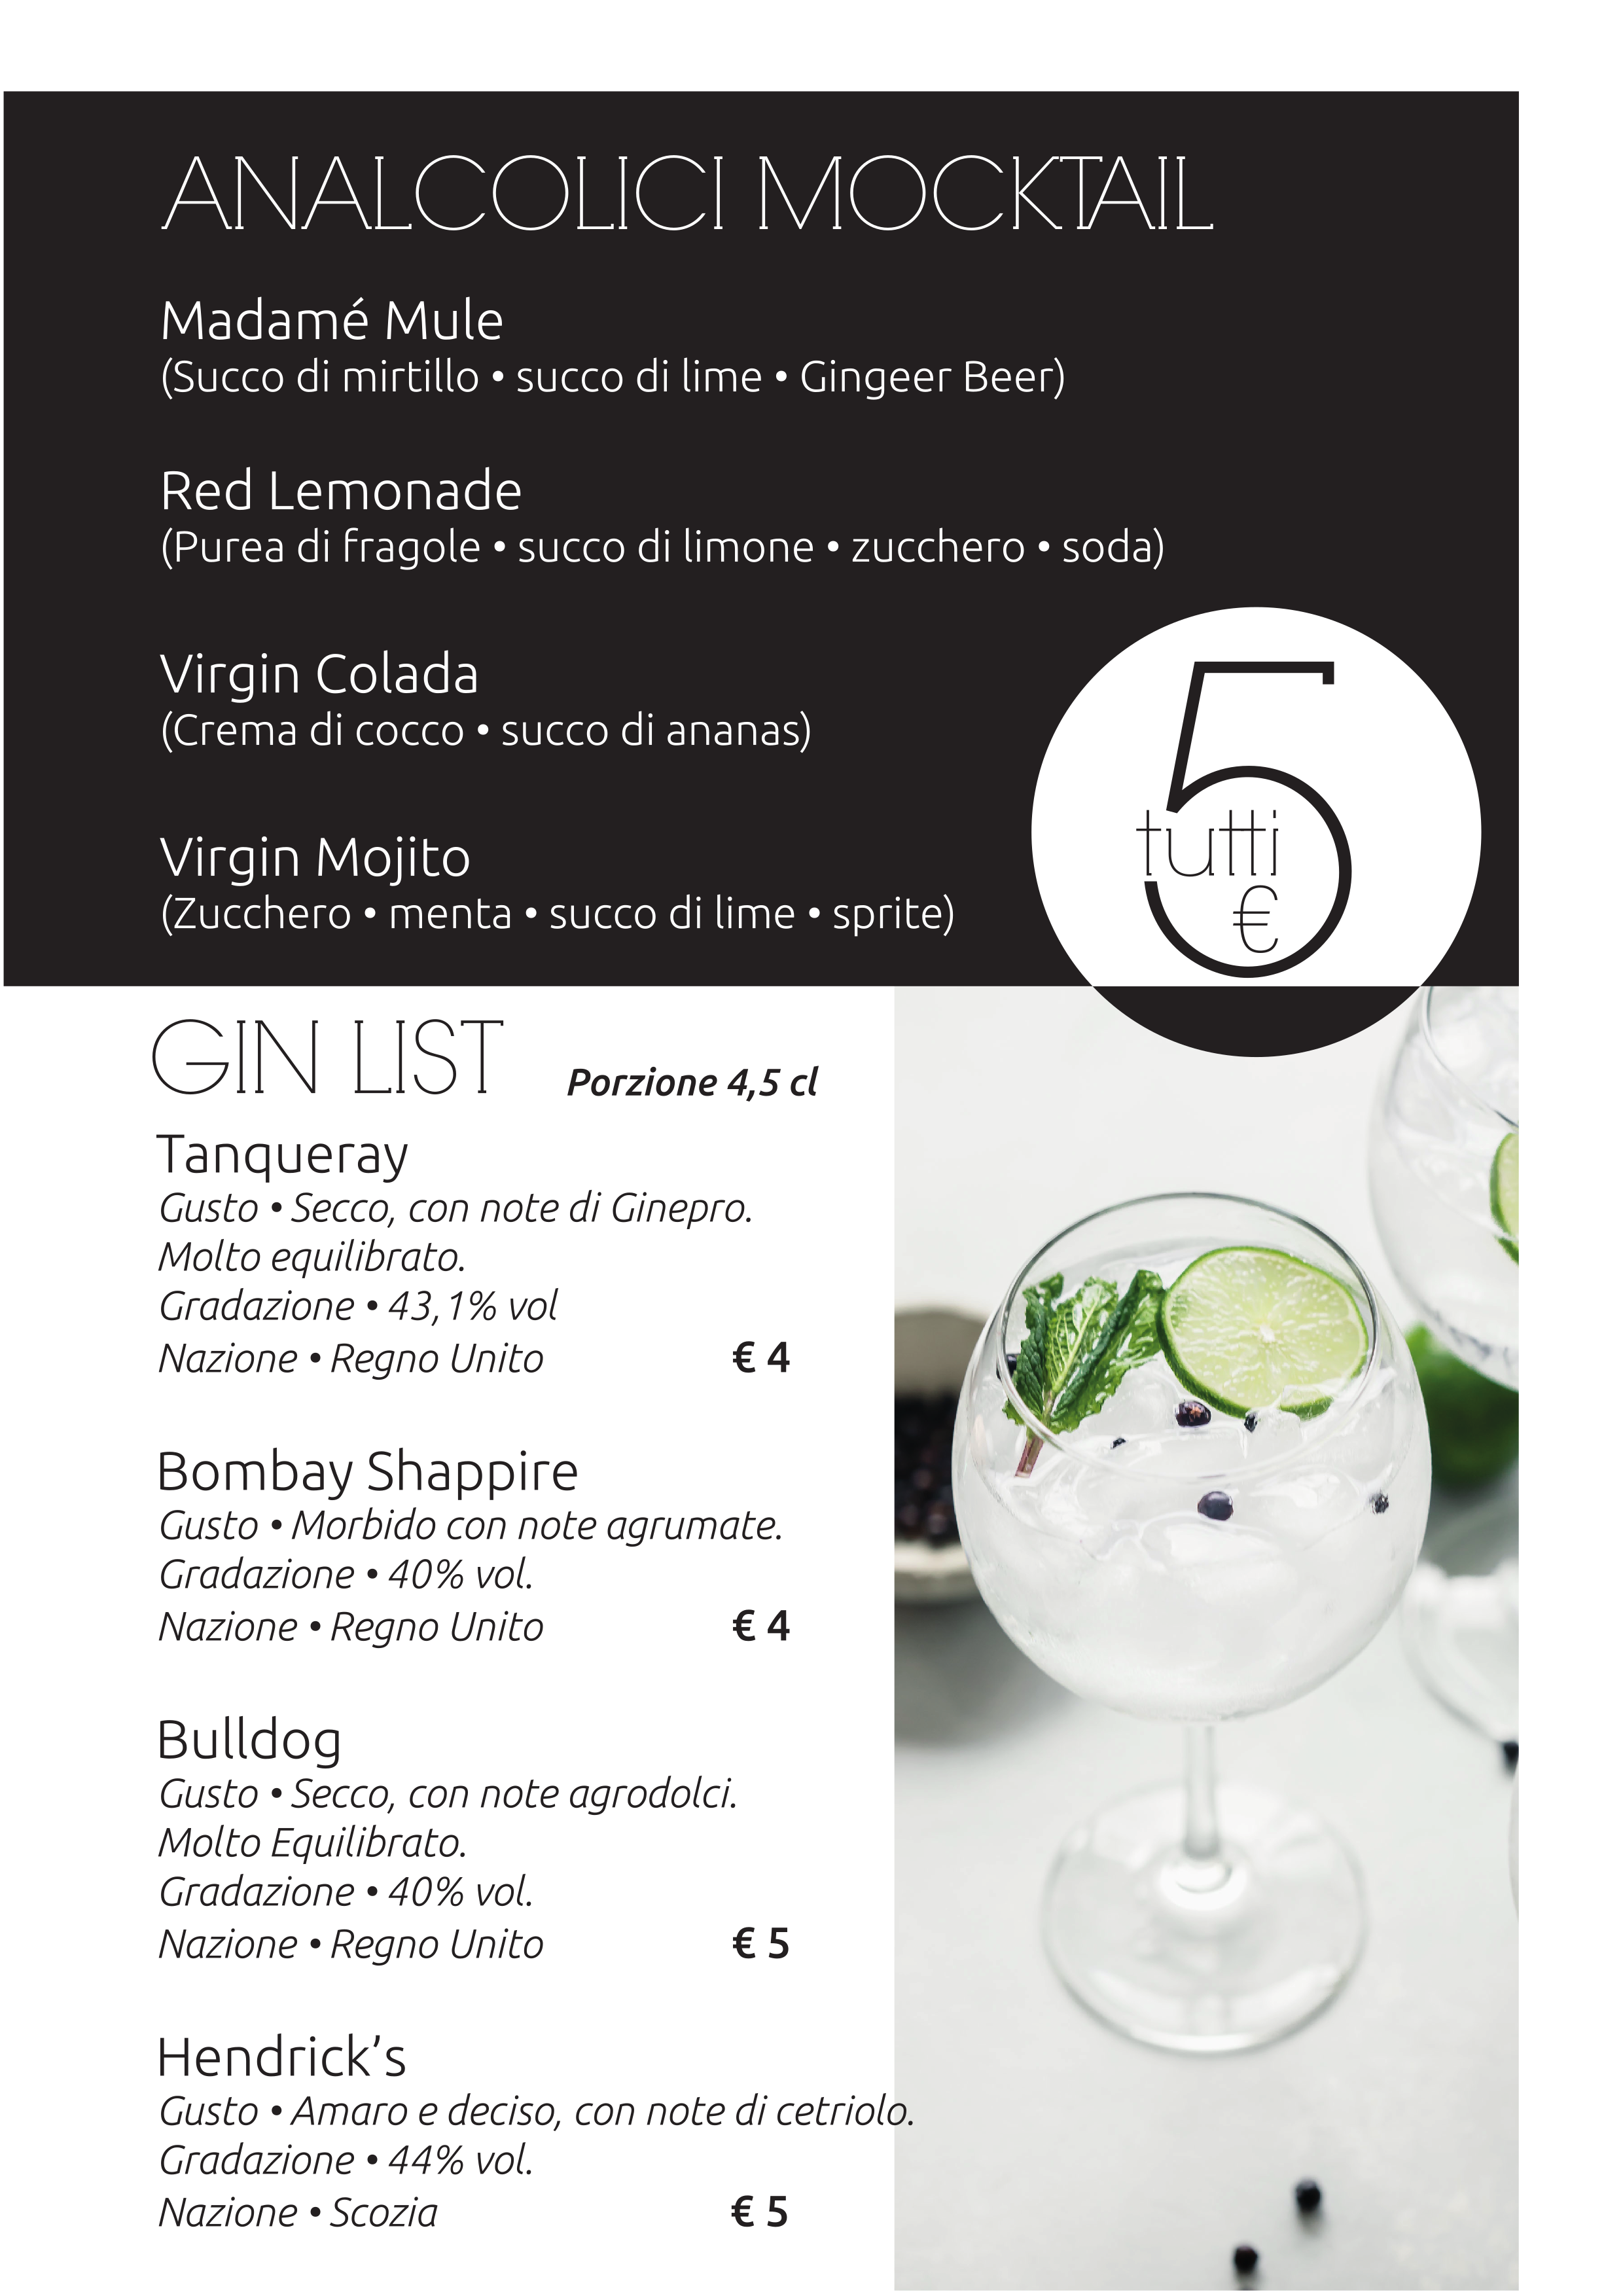 ANALCOLICI MOCKTAIL
Madamé Mule
(Succo di mirtillo • succo di lime • Gingeer Beer)
Red Lemonade
(Purea di fragole • succo di limone • zucchero • soda)
Virgin Colada
(Crema di cocco • succo di ananas)
Virgin Mojito
(Zucchero • menta • succo di lime • sprite)
5
tutti
€
GIN LIST Porzione 4,5 cl
Tanqueray
Gusto • Secco, con note di Ginepro.
Molto equilibrato.
Gradazione • 43,1% vol
Nazione • Regno Unito € 4
Bombay Shappire
Gusto • Morbido con note agrumate.
Gradazione • 40% vol.
Nazione • Regno Unito € 4
Bulldog
Gusto • Secco, con note agrodolci.
Molto Equilibrato.
Gradazione • 40% vol.
Nazione • Regno Unito € 5
Hendrick’s
Gusto • Amaro e deciso, con note di cetriolo.
Gradazione • 44% vol.
Nazione • Scozia € 5